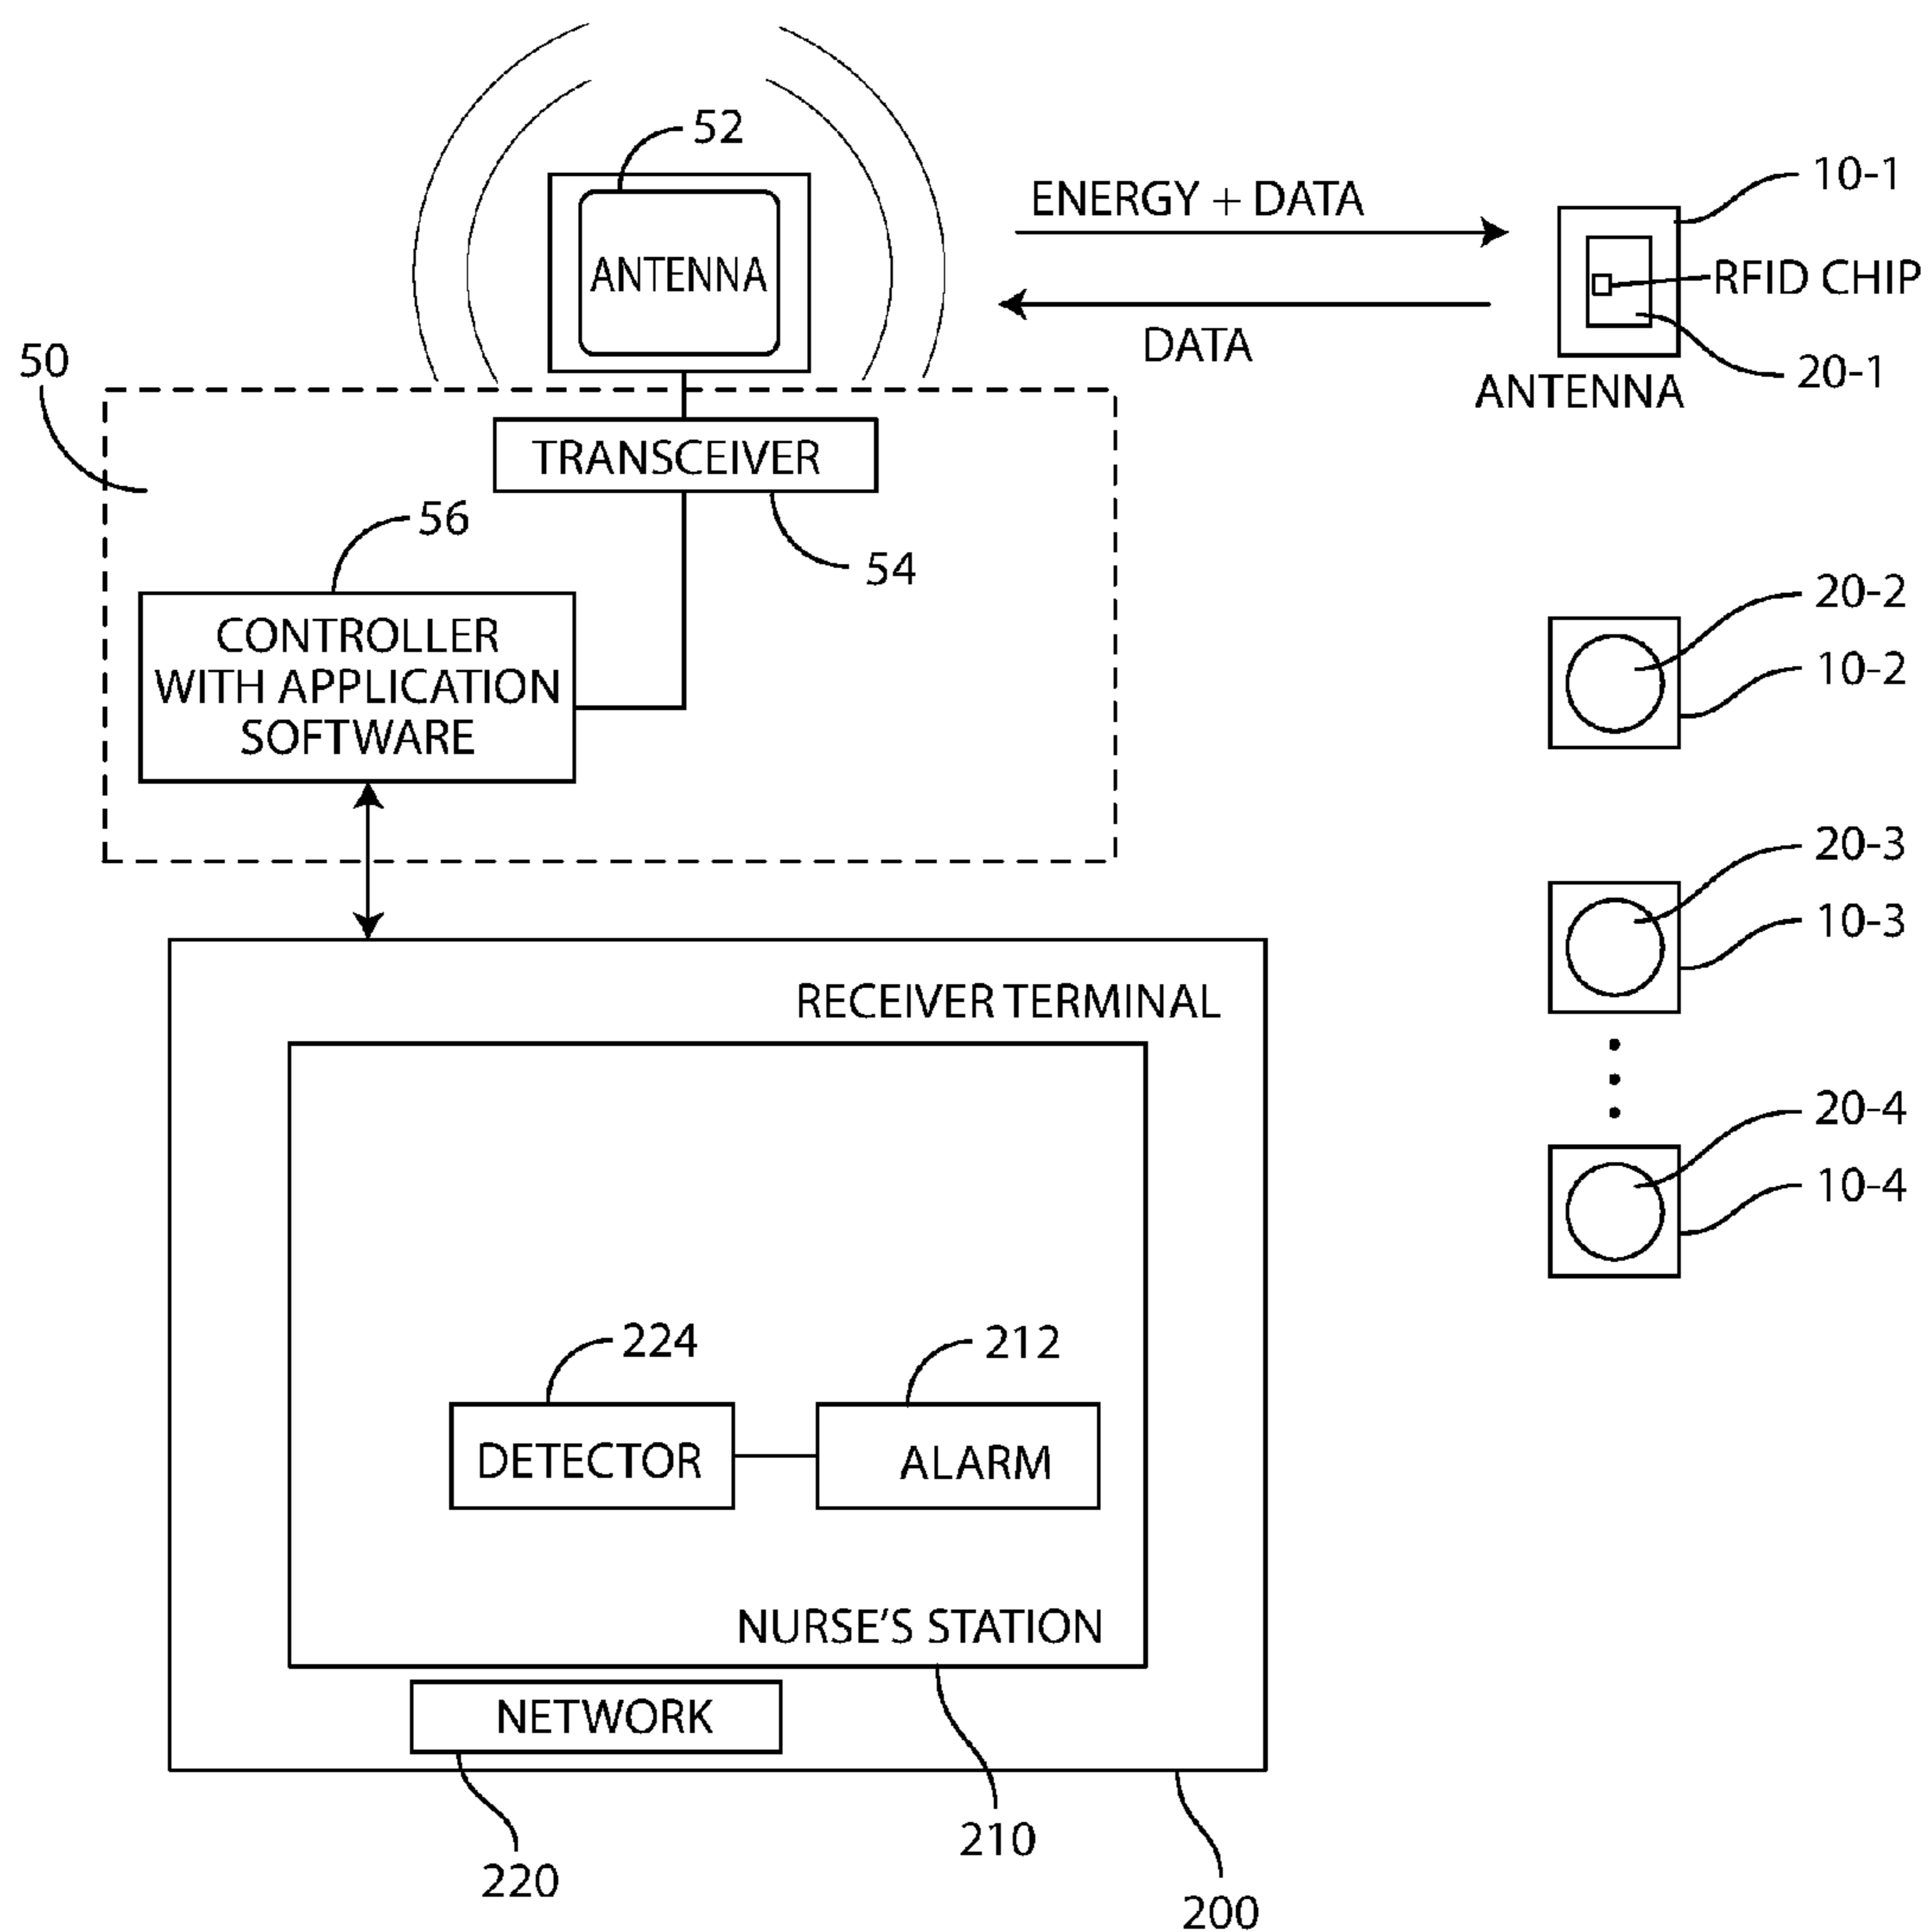 52
ANTENNA
ENERGY + DATA
DATA
10-1
RFID CHIP
20-1
ANTENNA
50
TRANSCEIVER
54
56
CONTROLLER
WITH APPLICATION
SOFTWARE
20-2
10-2
20-3
10-3
20-4
10-4
RECEIVER TERMINAL
224
212
DETECTOR
ALARM
NURSE'S STATION
NETWORK
220
210
200